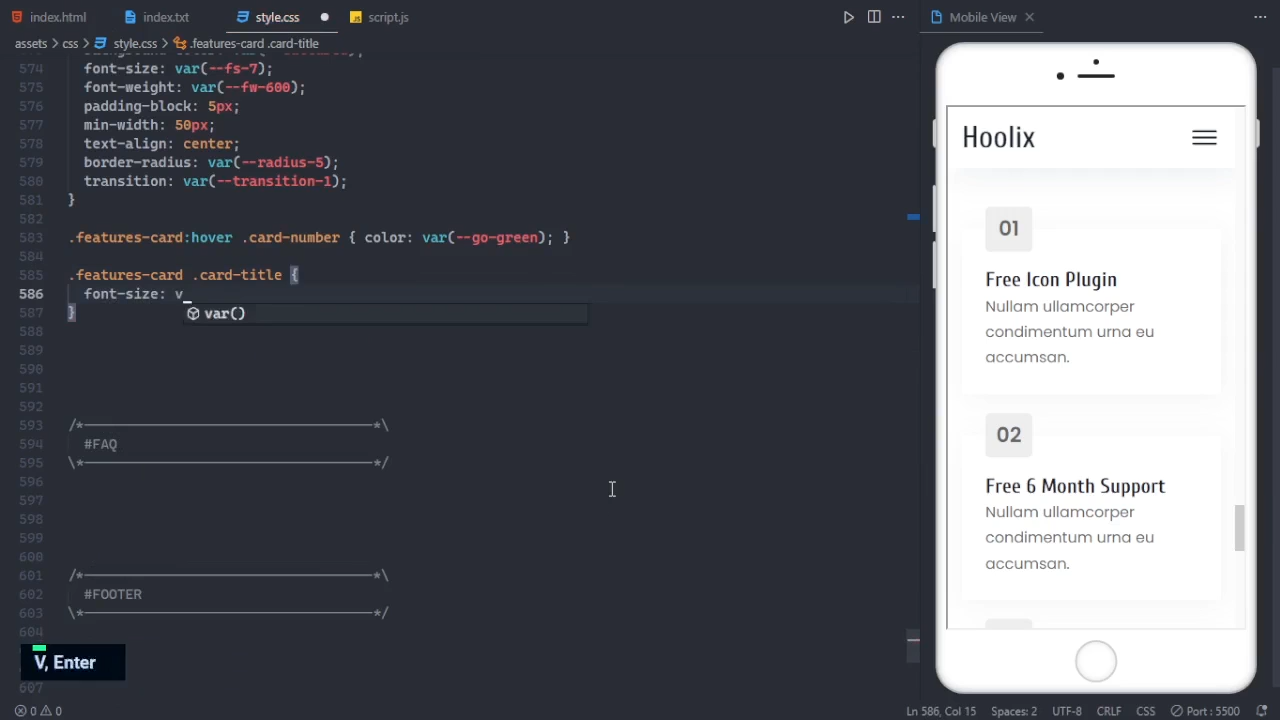 index.html
index.txt
style.css
script.js
Mobile View
assets > css > style.css > .features-card .card-title
574 font-size: var(--fs-7);
575 font-weight: var(--fw-600);
576 padding-block: 5px;
577 min-width: 50px;
578 text-align: center;
579 border-radius: var(--radius-5);
580 transition: var(--transition-1);
581 }
582
583 .features-card:hover .card-number { color: var(--go-green); }
584
585 .features-card .card-title {
586 font-size: v
var()
587 }
588
589
590
591
592
593 /*-----------------------------------*\
594 #FAQ
595 \*-----------------------------------*/
596
597
598
599
600
601 /*-----------------------------------*\
602 #FOOTER
603 \*-----------------------------------*/
604
607
V, Enter
Hoolix
01
Free Icon Plugin
Nullam ullamcorper
condimentum urna eu
accumsan.
02
Free 6 Month Support
Nullam ullamcorper
condimentum urna eu
accumsan.
0 0
Ln 586, Col 15
Spaces: 2
UTF-8
CRLF
CSS
Port : 5500